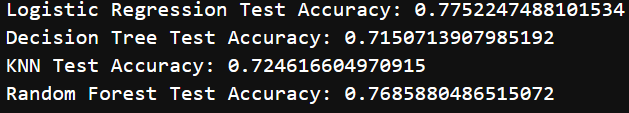 Logistic Regression Test Accuracy: 0.7752247488101534
Decision Tree Test Accuracy: 0.7150713907985192
KNN Test Accuracy: 0.724616604970915
Random Forest Test Accuracy: 0.7685880486515072